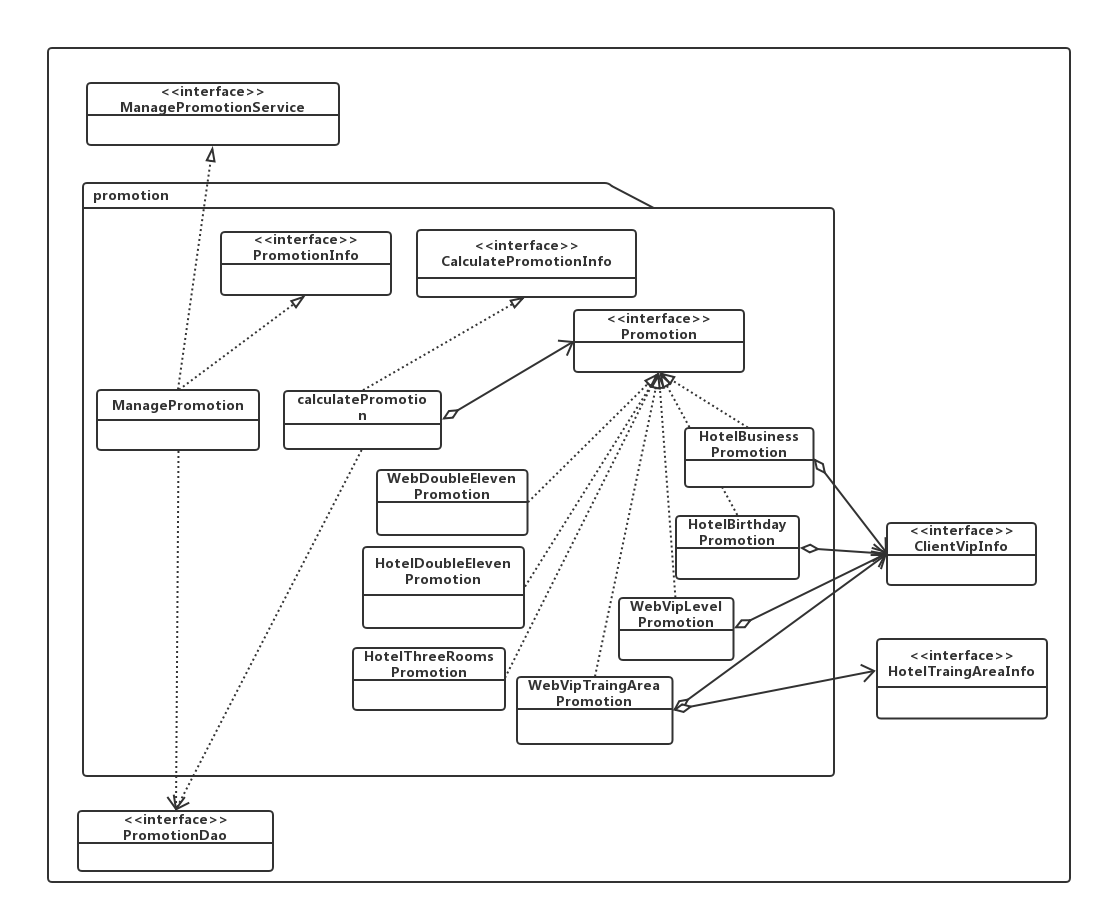 <<interface>>
ManagePromotionService
promotion
<<interface>>
PromotionInfo
<<interface>>
CalculatePromotionInfo
<<interface>>
Promotion
ManagePromotion
calculatePromotio
n
HotelBusiness
Promotion
WebDoubleEleven
Promotion
HotelBirthday
Promotion
<<interface>>
ClientVipInfo
HotelDoubleEleven
Promotion
WebVipLevel
Promotion
HotelThreeRooms
Promotion
<<interface>>
HotelTraingAreaInfo
WebVipTraingArea
Promotion
<<interface>>
PromotionDao